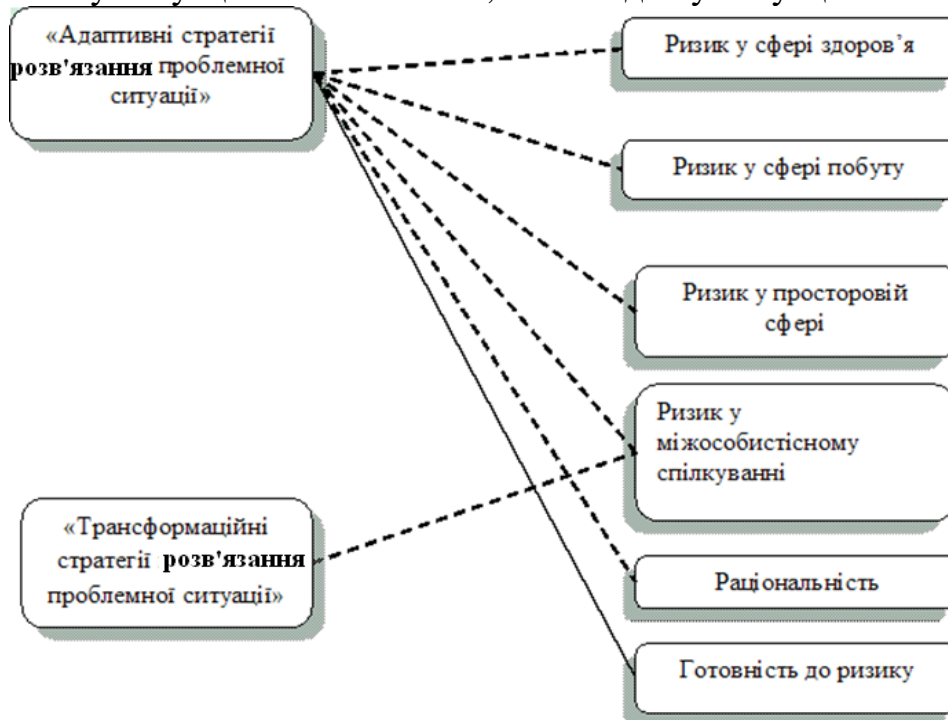 «Адаптивні стратегії
розв'язання проблемної
ситуації»
Ризик у сфері здоров’я
Ризик у сфері побуту
Ризик у просторовій
сфері
Ризик у
міжособистісному
спілкуванні
«Трансформаційні
стратегії розв'язання
проблемної ситуації»
Раціональність
Готовність до ризику